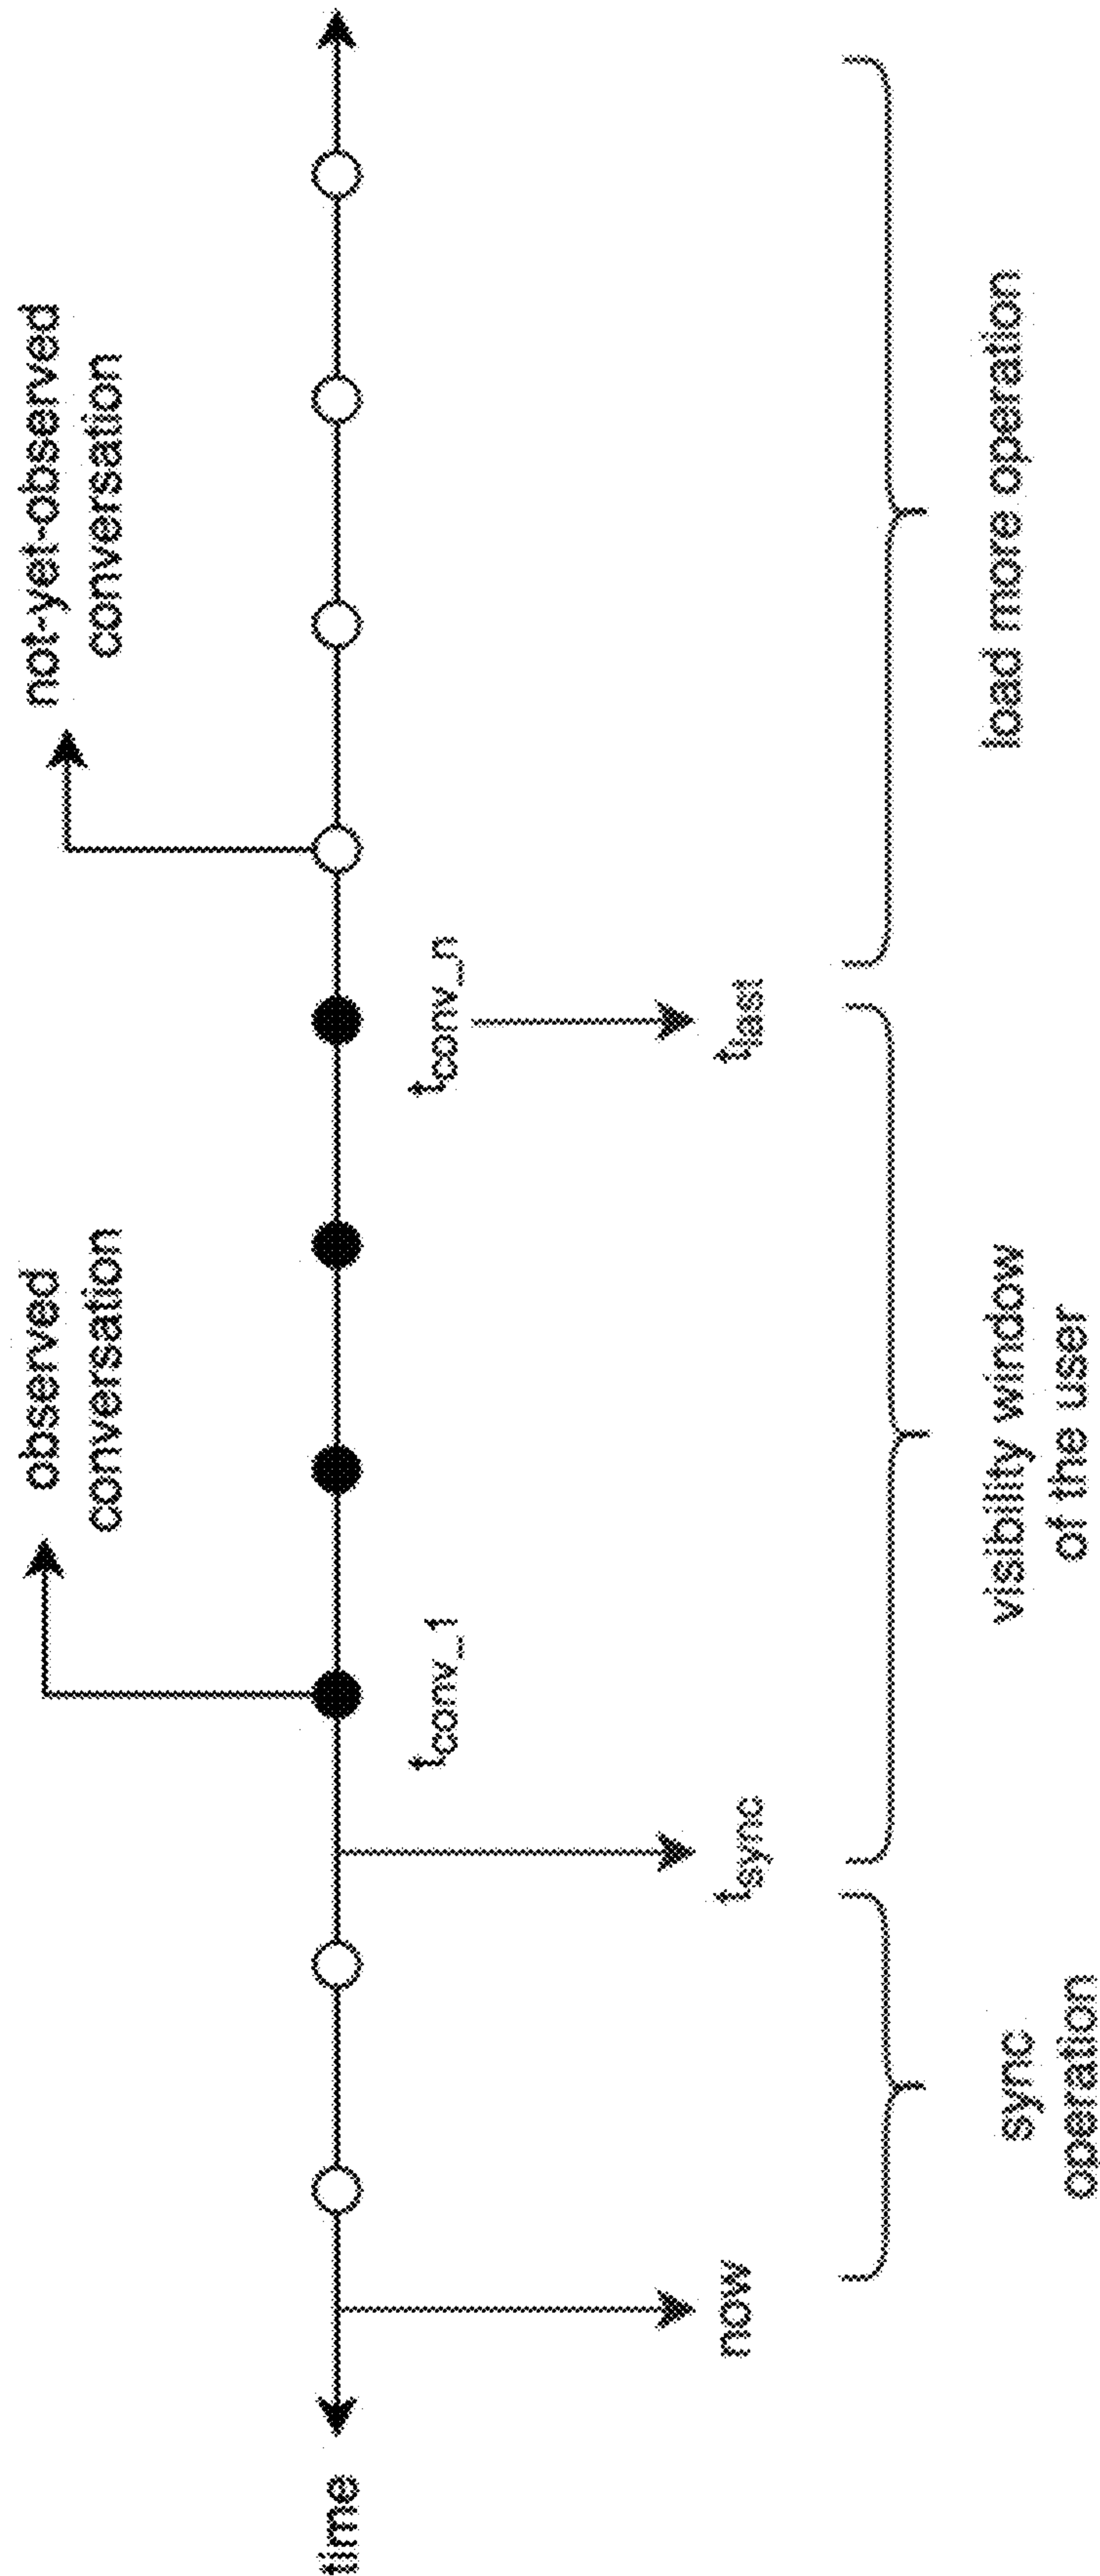 observed
conversation
not-yet-observed
conversation
time
t_conv_1
t_conv_n
now
t_sync
t_last
sync
operation
visibility window
of the user
load more operation